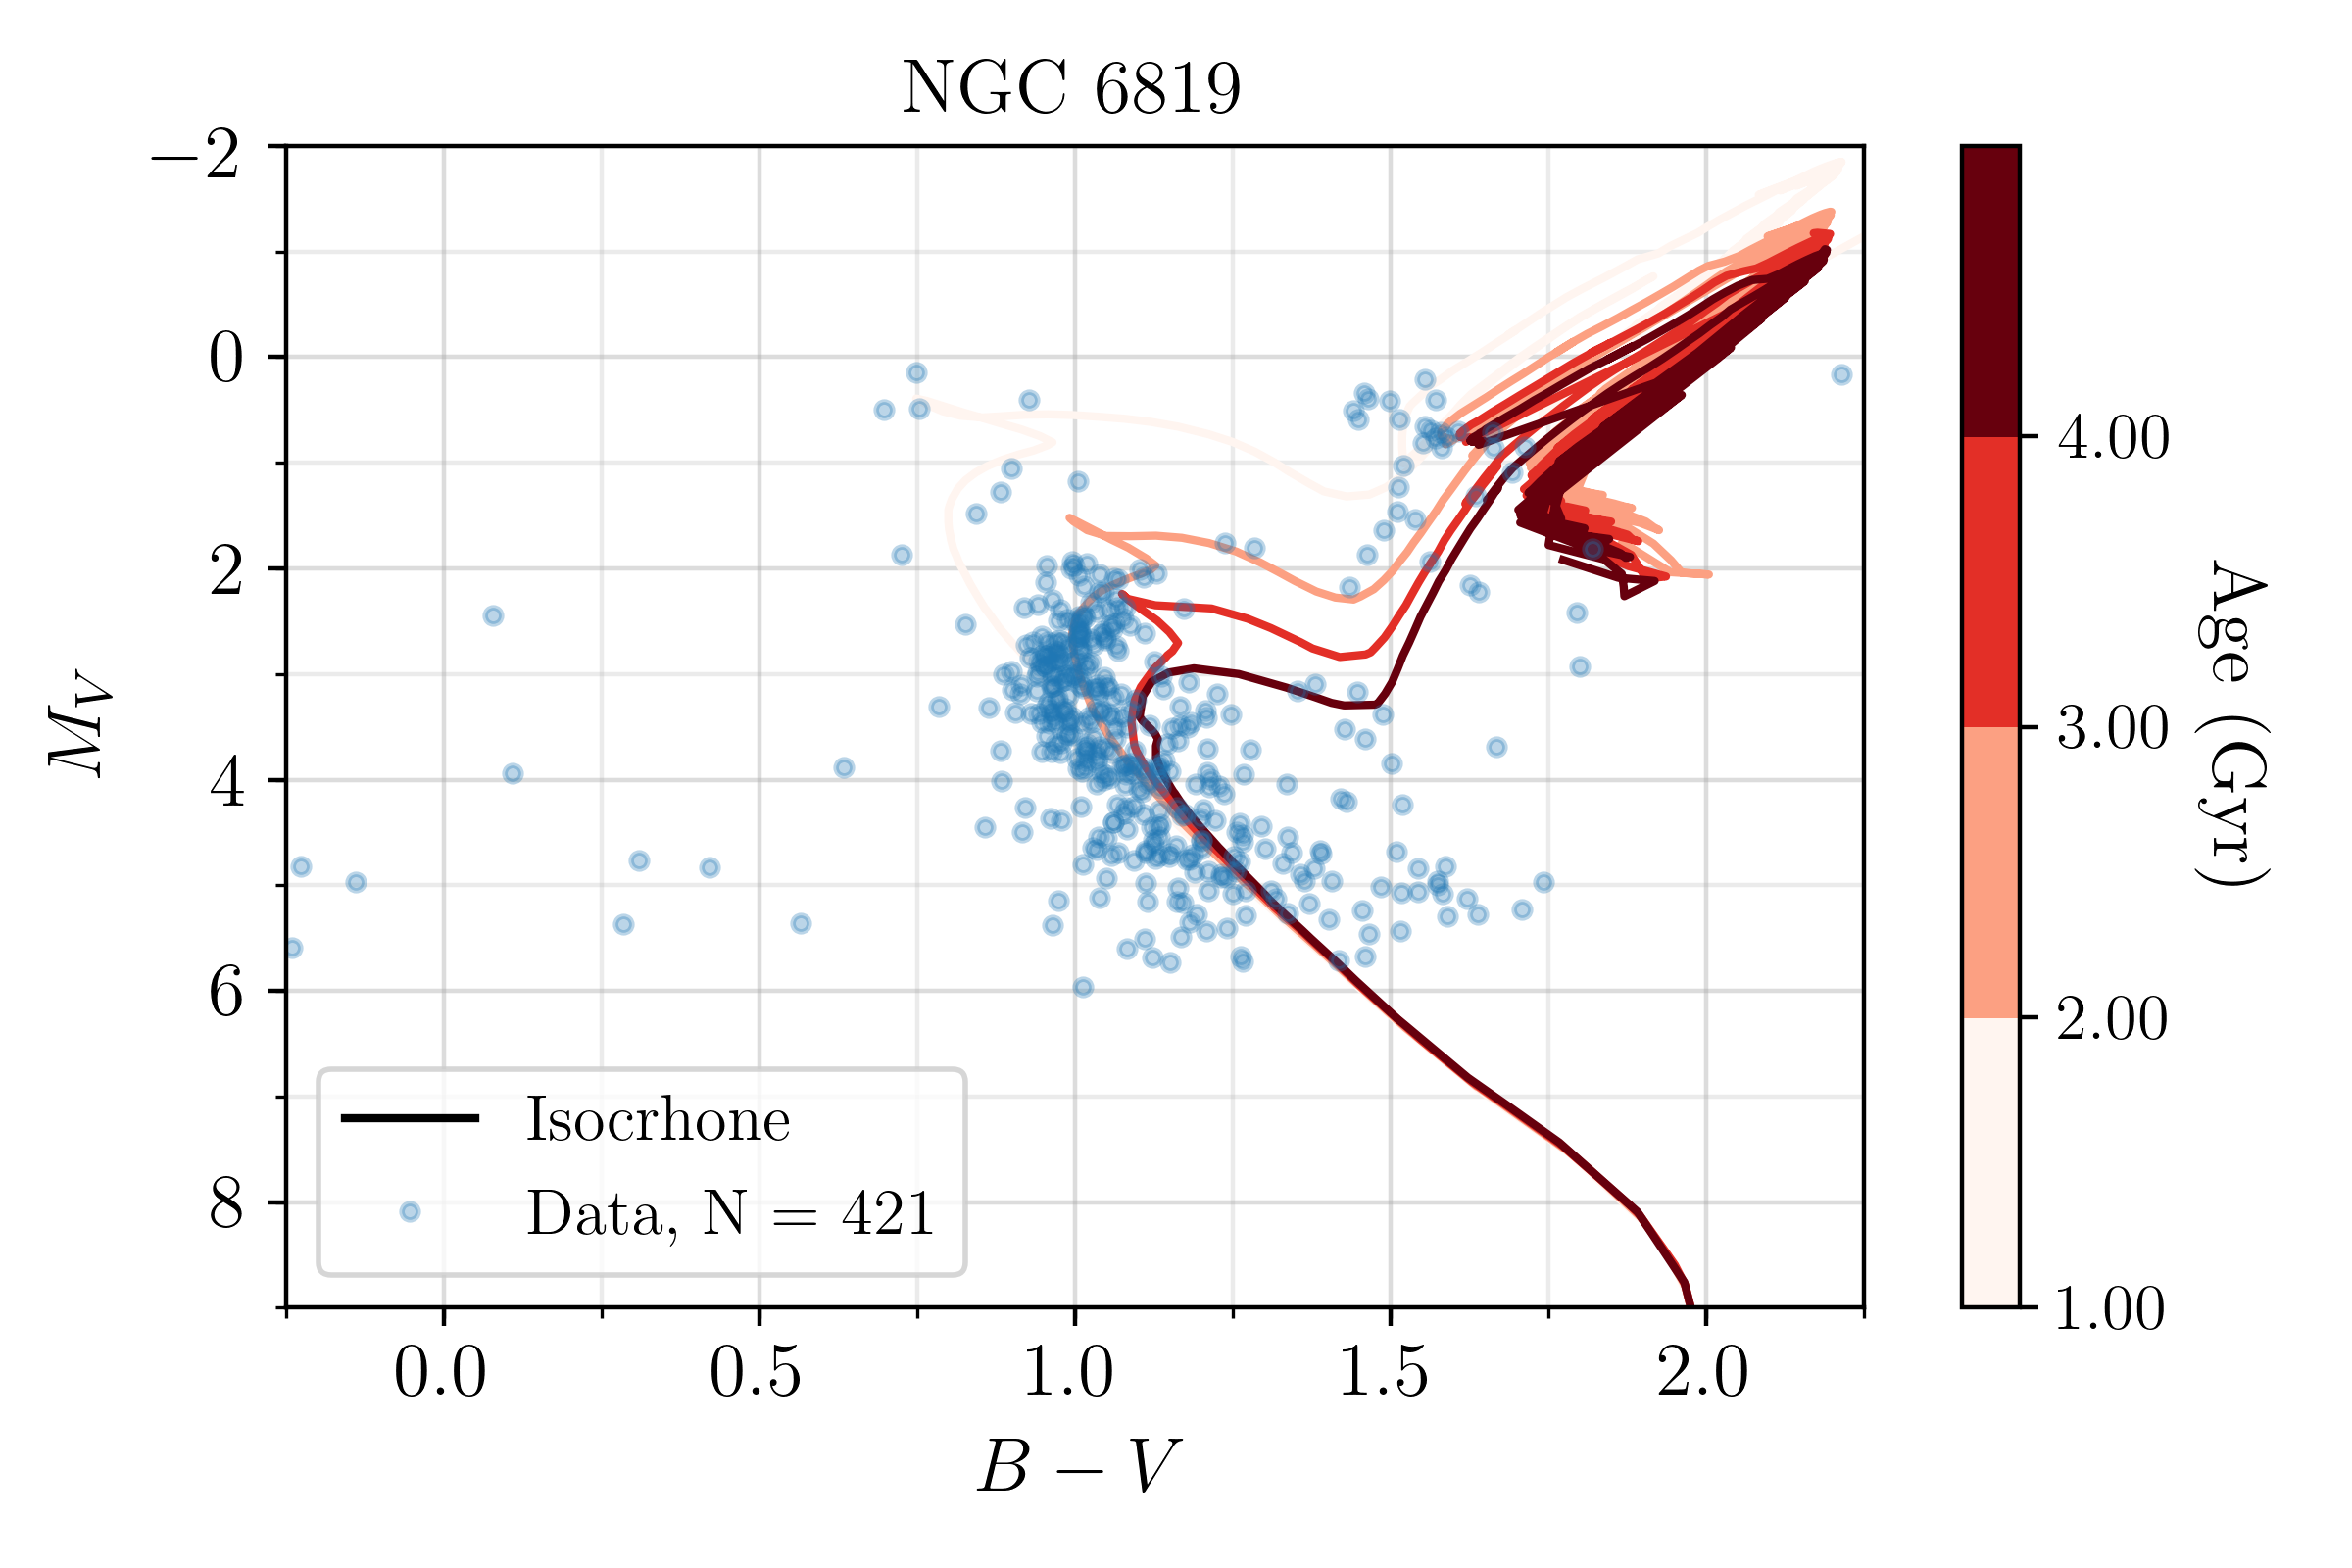 NGC 6819
−2
0
2
4
6
8
M_V
Isocrhone
Data, N = 421
0.0 0.5 1.0 1.5 2.0
B − V
4.00
3.00
2.00
1.00
Age (Gyr)